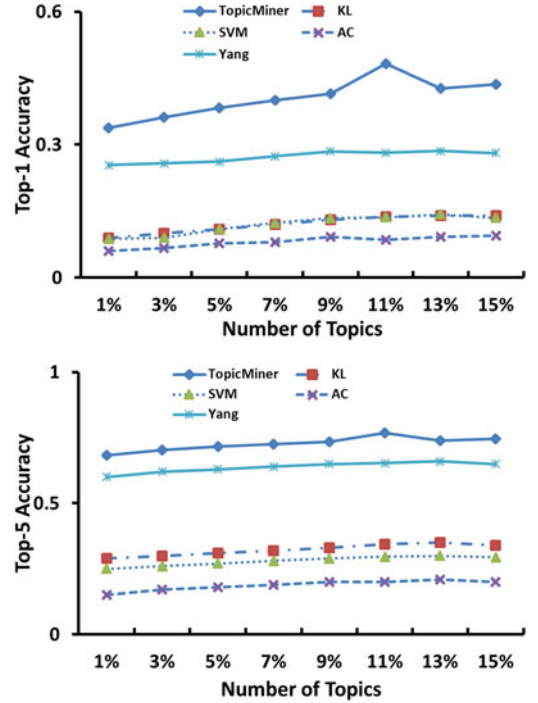 0.6
TopicMiner KL
SVM AC
Yang
Top-1 Accuracy
0.3
0
1% 3% 5% 7% 9% 11% 13% 15%
Number of Topics
1
TopicMiner KL
SVM AC
Yang
Top-5 Accuracy
0.5
0
1% 3% 5% 7% 9% 11% 13% 15%
Number of Topics